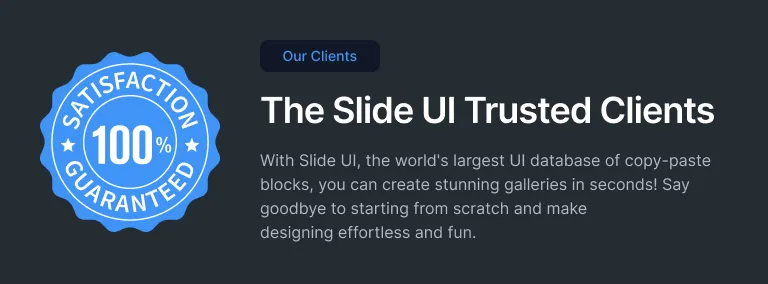 SATISFACTION
100%
GUARANTEED
Our Clients
The Slide UI Trusted Clients
With Slide UI, the world's largest UI database of copy-paste
blocks, you can create stunning galleries in seconds! Say
goodbye to starting from scratch and make
designing effortless and fun.